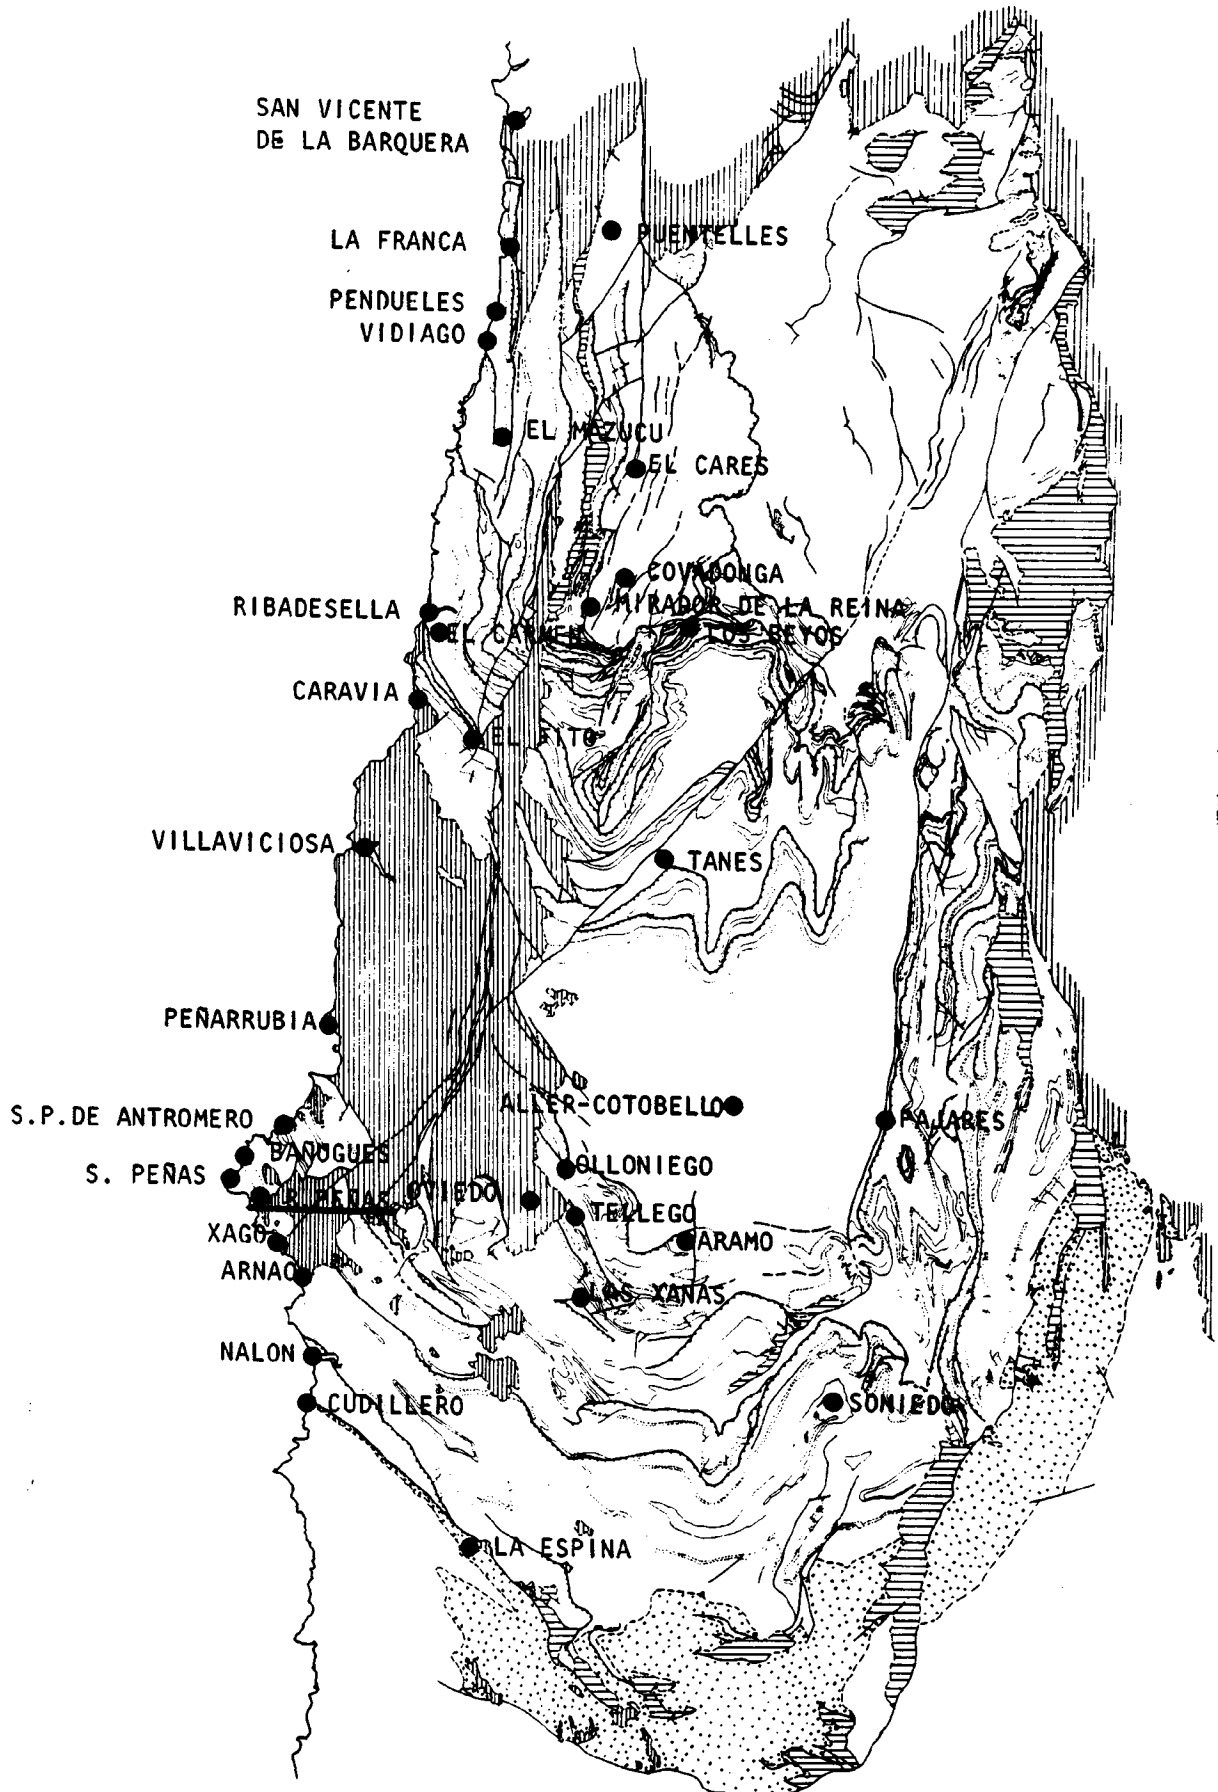 SAN VICENTE
DE LA BARQUERA
LA FRANCA
PUENTELLES
PENDUELES
VIDIAGO
EL MAZUCU
EL CARES
COVADONGA
RIBADESELLA
MIRADOR DE LA REINA
EL CARMEN
LOS BEYOS
CARAVIA
EL FITO
VILLAVICIOSA
TANES
PEÑARRUBIA
ALLER-COTOBELLO
S.P.DE ANTROMERO
PAJARES
BAÑUGUES
OLLONIEGO
S. PEÑAS
R.PEÑAS
OVIEDO
TELLEGO
XAGO
ARAMO
ARNAO
LAS XANAS
NALON
CUDILLERO
SONIEDO
LA ESPINA